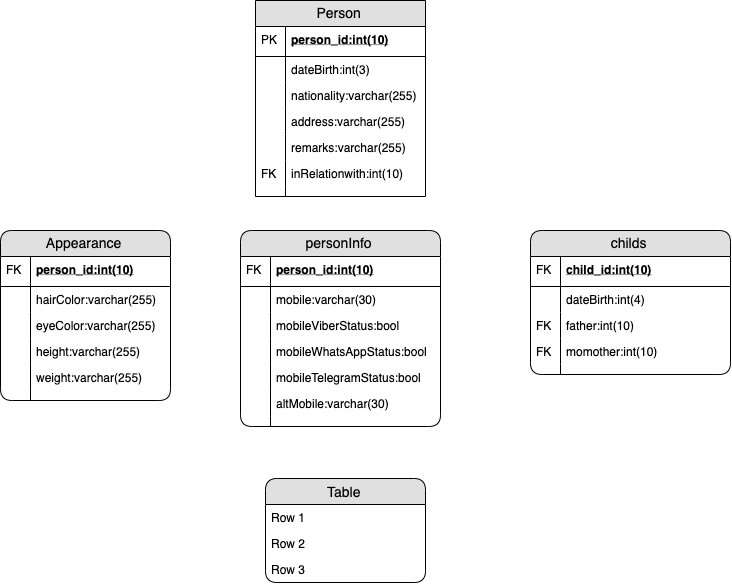 Person
PK person_id:int(10)
dateBirth:int(3)
nationality:varchar(255)
address:varchar(255)
remarks:varchar(255)
FK inRelationwith:int(10)
Appearance
FK person_id:int(10)
hairColor:varchar(255)
eyeColor:varchar(255)
height:varchar(255)
weight:varchar(255)
personInfo
FK person_id:int(10)
mobile:varchar(30)
mobileViberStatus:bool
mobileWhatsAppStatus:bool
mobileTelegramStatus:bool
altMobile:varchar(30)
childs
FK child_id:int(10)
dateBirth:int(4)
FK father:int(10)
FK momother:int(10)
Table
Row 1
Row 2
Row 3